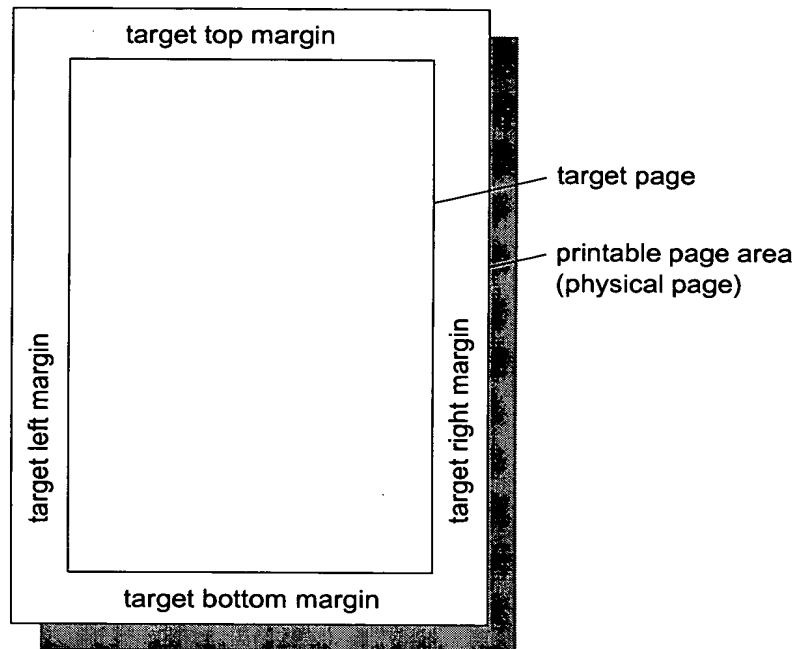 target top margin
target page
printable page area
(physical page)
target left margin
target right margin
target bottom margin